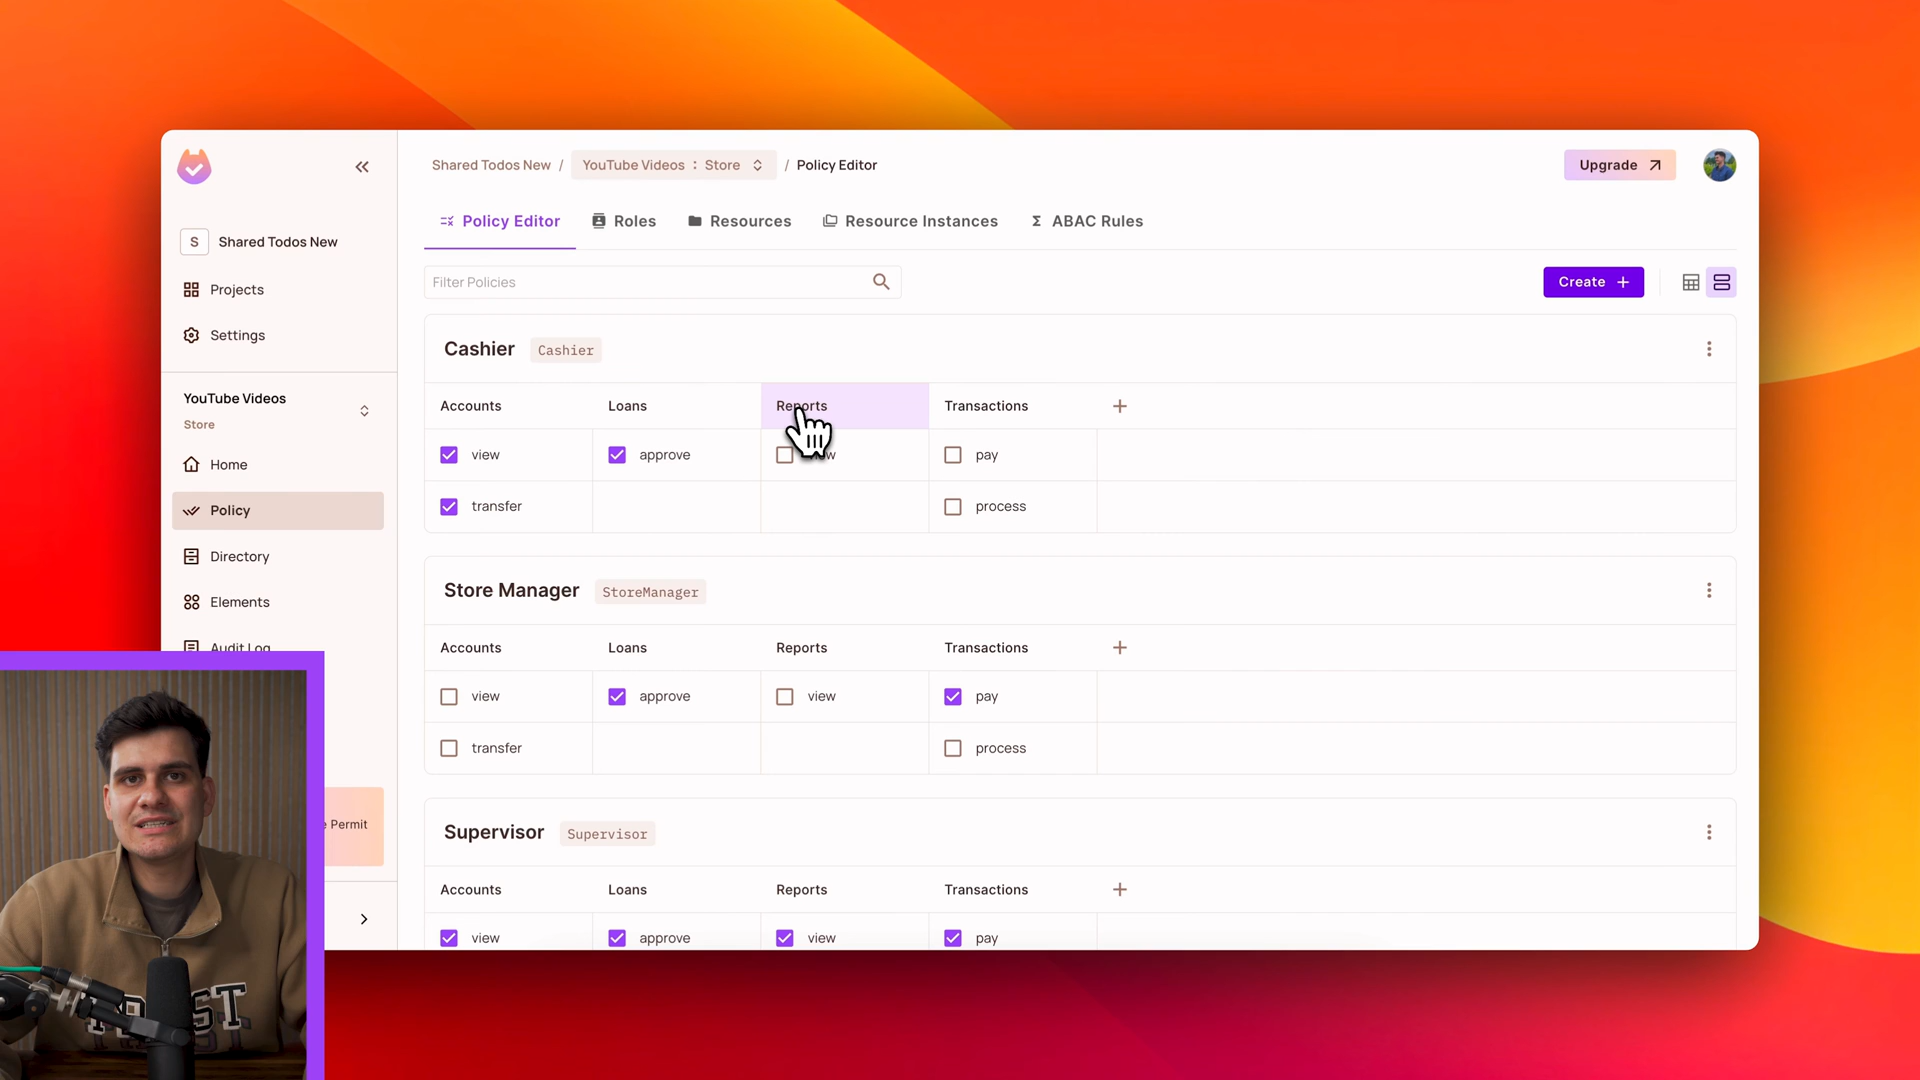 Shared Todos New / YouTube Videos : Store / Policy Editor
Upgrade
Policy Editor Roles Resources Resource Instances Σ ABAC Rules
S Shared Todos New
Projects
Settings
YouTube Videos
Store
Home
Policy
Directory
Elements
Audit Log
e Permit
Filter Policies
Create +
Cashier Cashier
Accounts Loans Reports Transactions +
view approve view pay
transfer process
Store Manager StoreManager
Accounts Loans Reports Transactions +
view approve view pay
transfer process
Supervisor Supervisor
Accounts Loans Reports Transactions +
view approve view pay